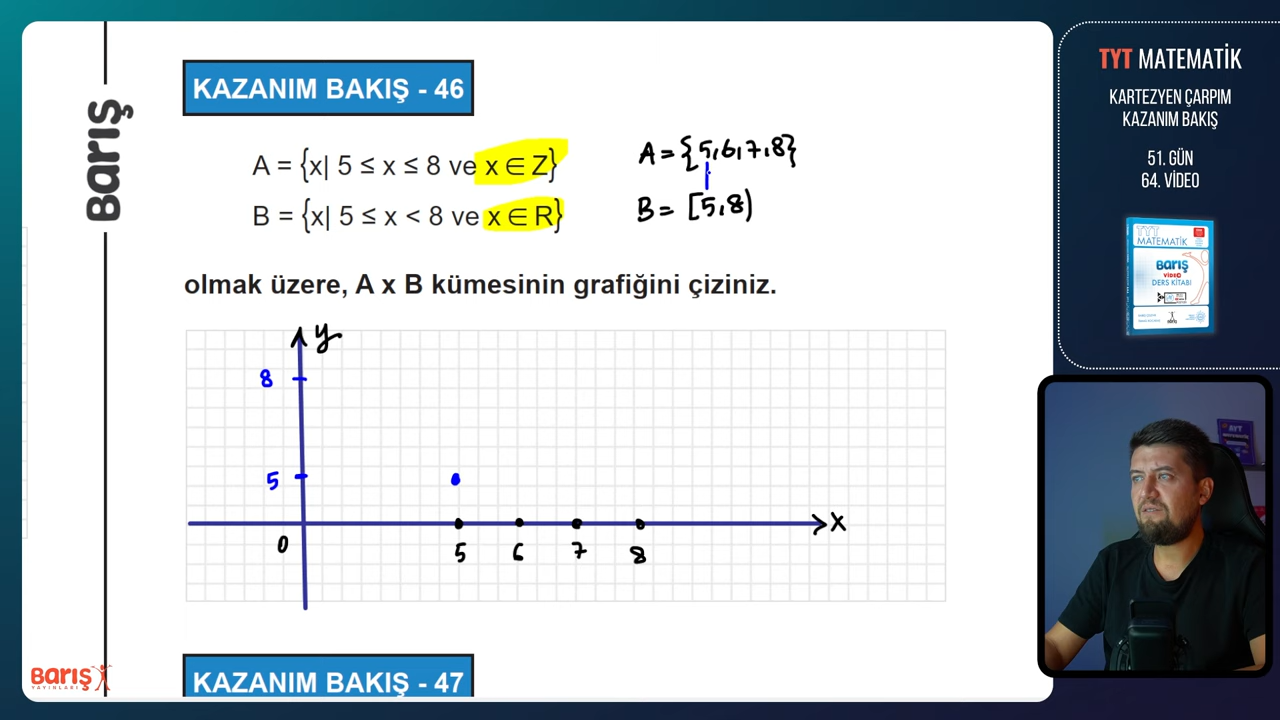 KAZANIM BAKIŞ - 46
Barış
A = {x| 5 ≤ x ≤ 8 ve x ∈ Z}
A = {5,6,7,8}
B = {x| 5 ≤ x < 8 ve x ∈ R}
B = [5,8)
olmak üzere, A x B kümesinin grafiğini çiziniz.
y
8
5
x
0
5 6 7 8
KAZANIM BAKIŞ - 47
BARIŞ
YAYINLARI
TYT MATEMATİK
KARTEZYEN ÇARPIM
KAZANIM BAKIŞ
51. GÜN
64. VİDEO
TYT
MATEMATİK
BARIŞ
VİDEO
DERS KİTABI